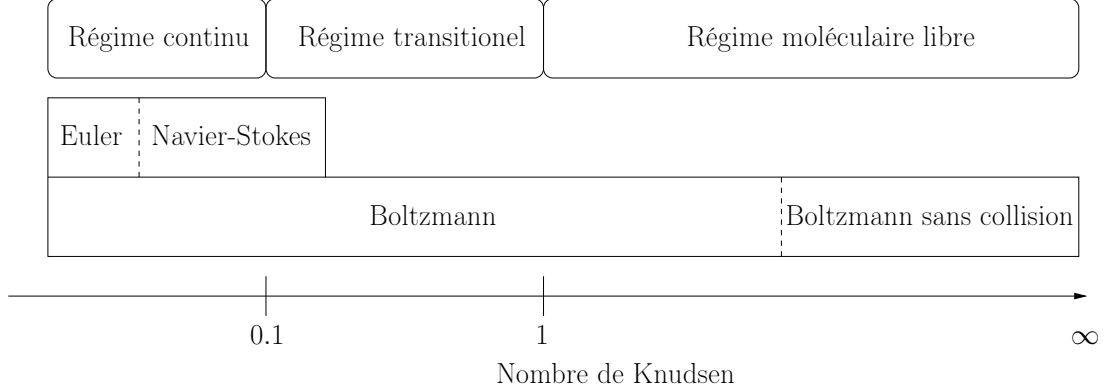 Régime continu Régime transitionel Régime moléculaire libre
Euler Navier-Stokes
Boltzmann Boltzmann sans collision
0.1 1 ∞
Nombre de Knudsen